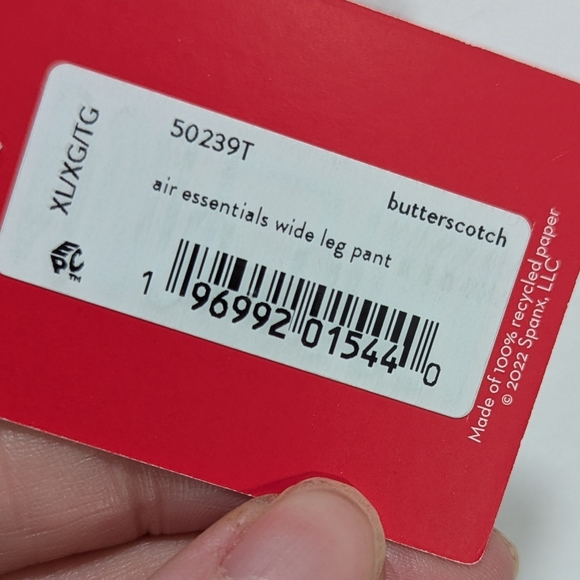 XL/XG/TG
50239T
butterscotch
air essentials wide leg pant
EPC™
1 96992 01544 0
Made of 100% recycled paper
© 2022 Spanx, LLC